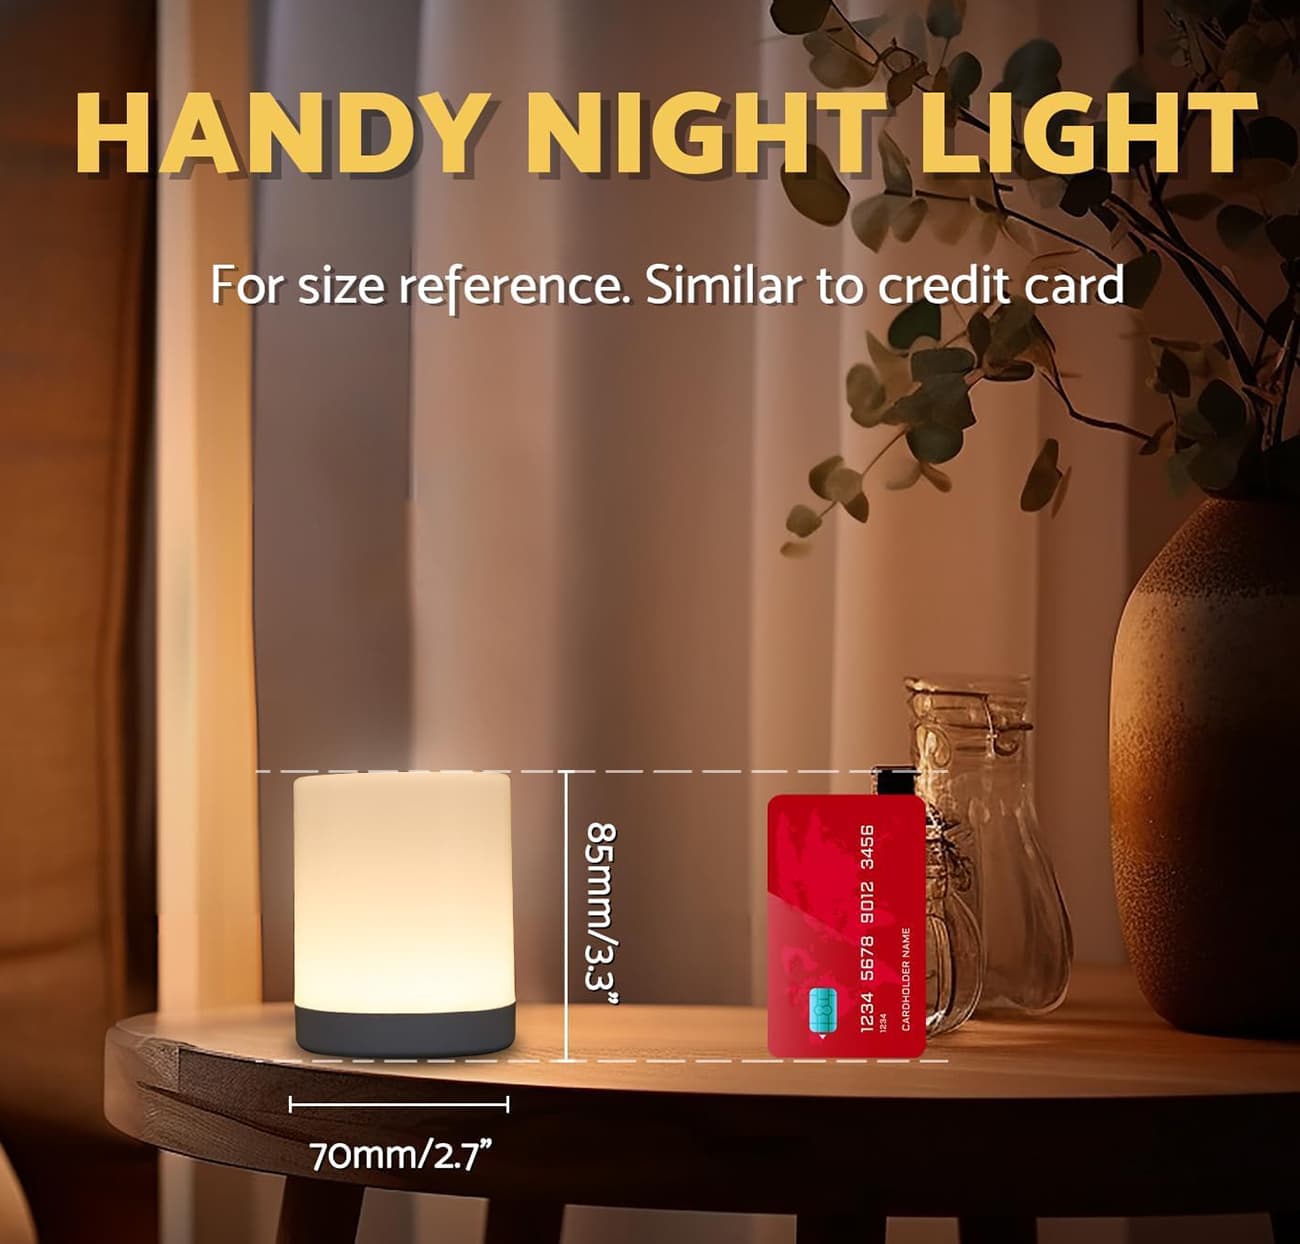 HANDY NIGHT LIGHT
For size reference. Similar to credit card
85mm/3.3”
1234 5678 9012 3456
1234
CARDHOLDER NAME
70mm/2.7”